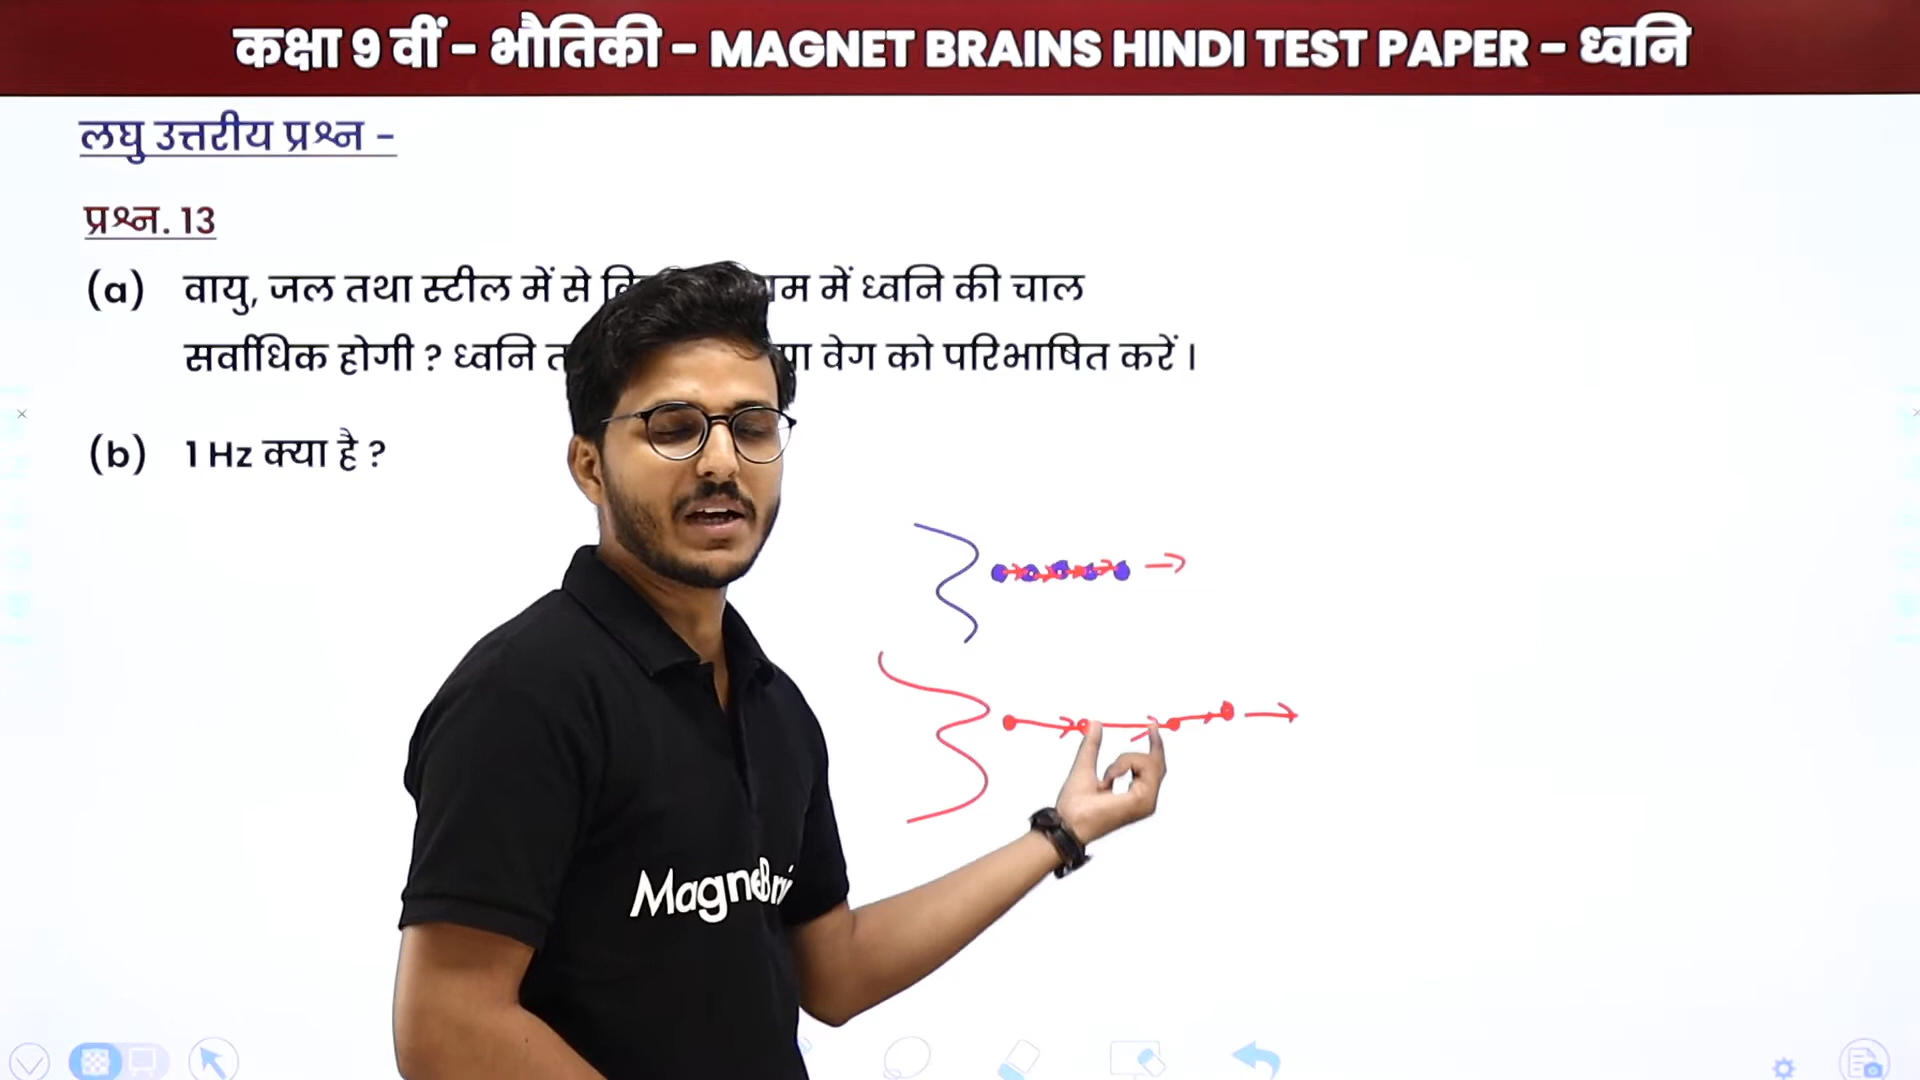 कक्षा 9 वीं - भौतिकी - MAGNET BRAINS HINDI TEST PAPER - ध्वनि
लघु उत्तरीय प्रश्न -
प्रश्न. 13
(a) वायु, जल तथा स्टील में से में ध्वनि की चाल
सर्वाधिक होगी ? ध्वनि वेग को परिभाषित करें ।
(b) 1 Hz क्या है ?